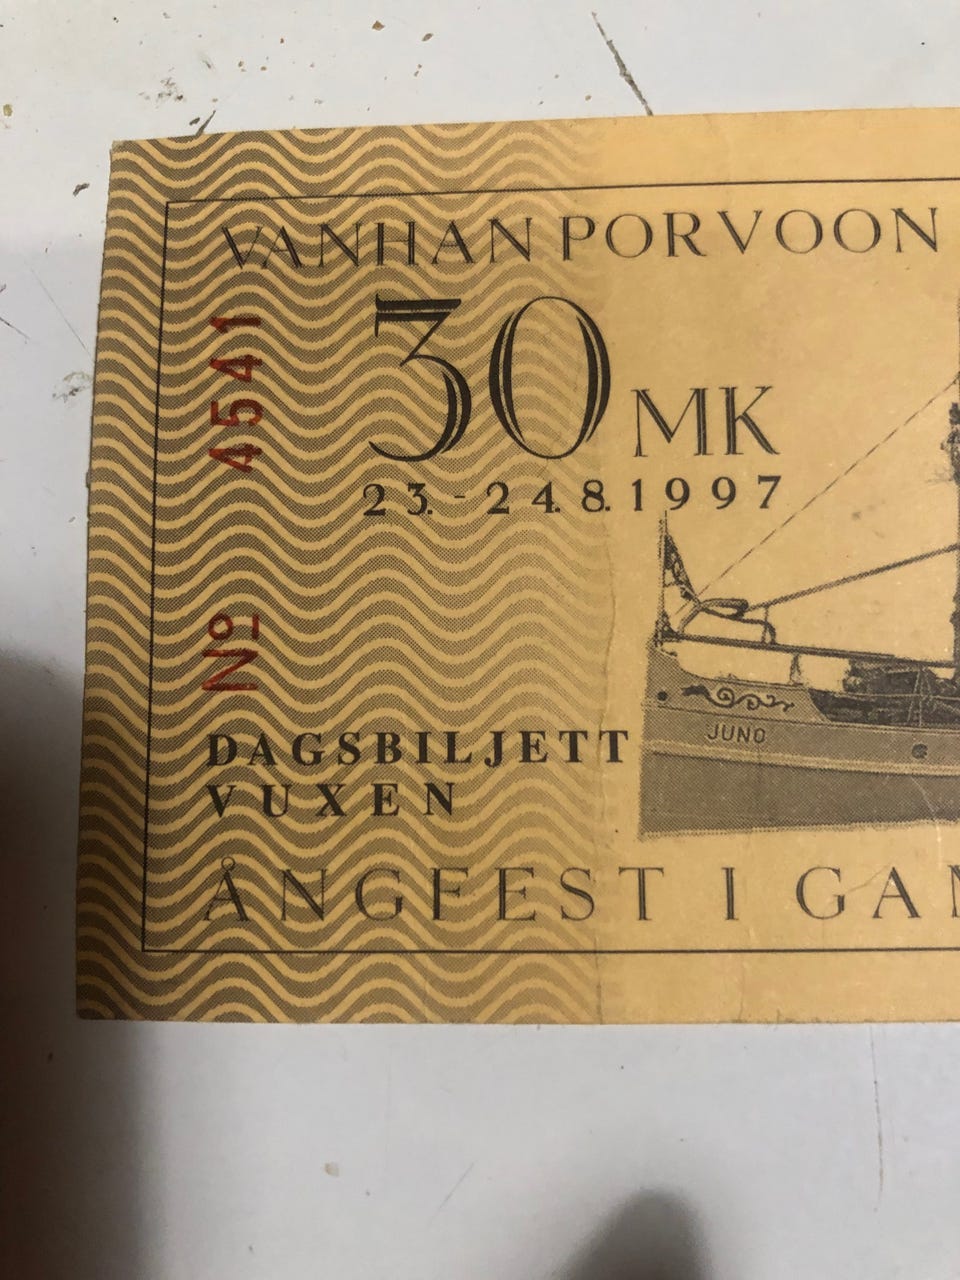 VANHAN PORVOON
30 MK
23.-24.8.1997
Nº 4541
JUNO
DAGSBILJETT
VUXEN
ÅNGFEST I GA